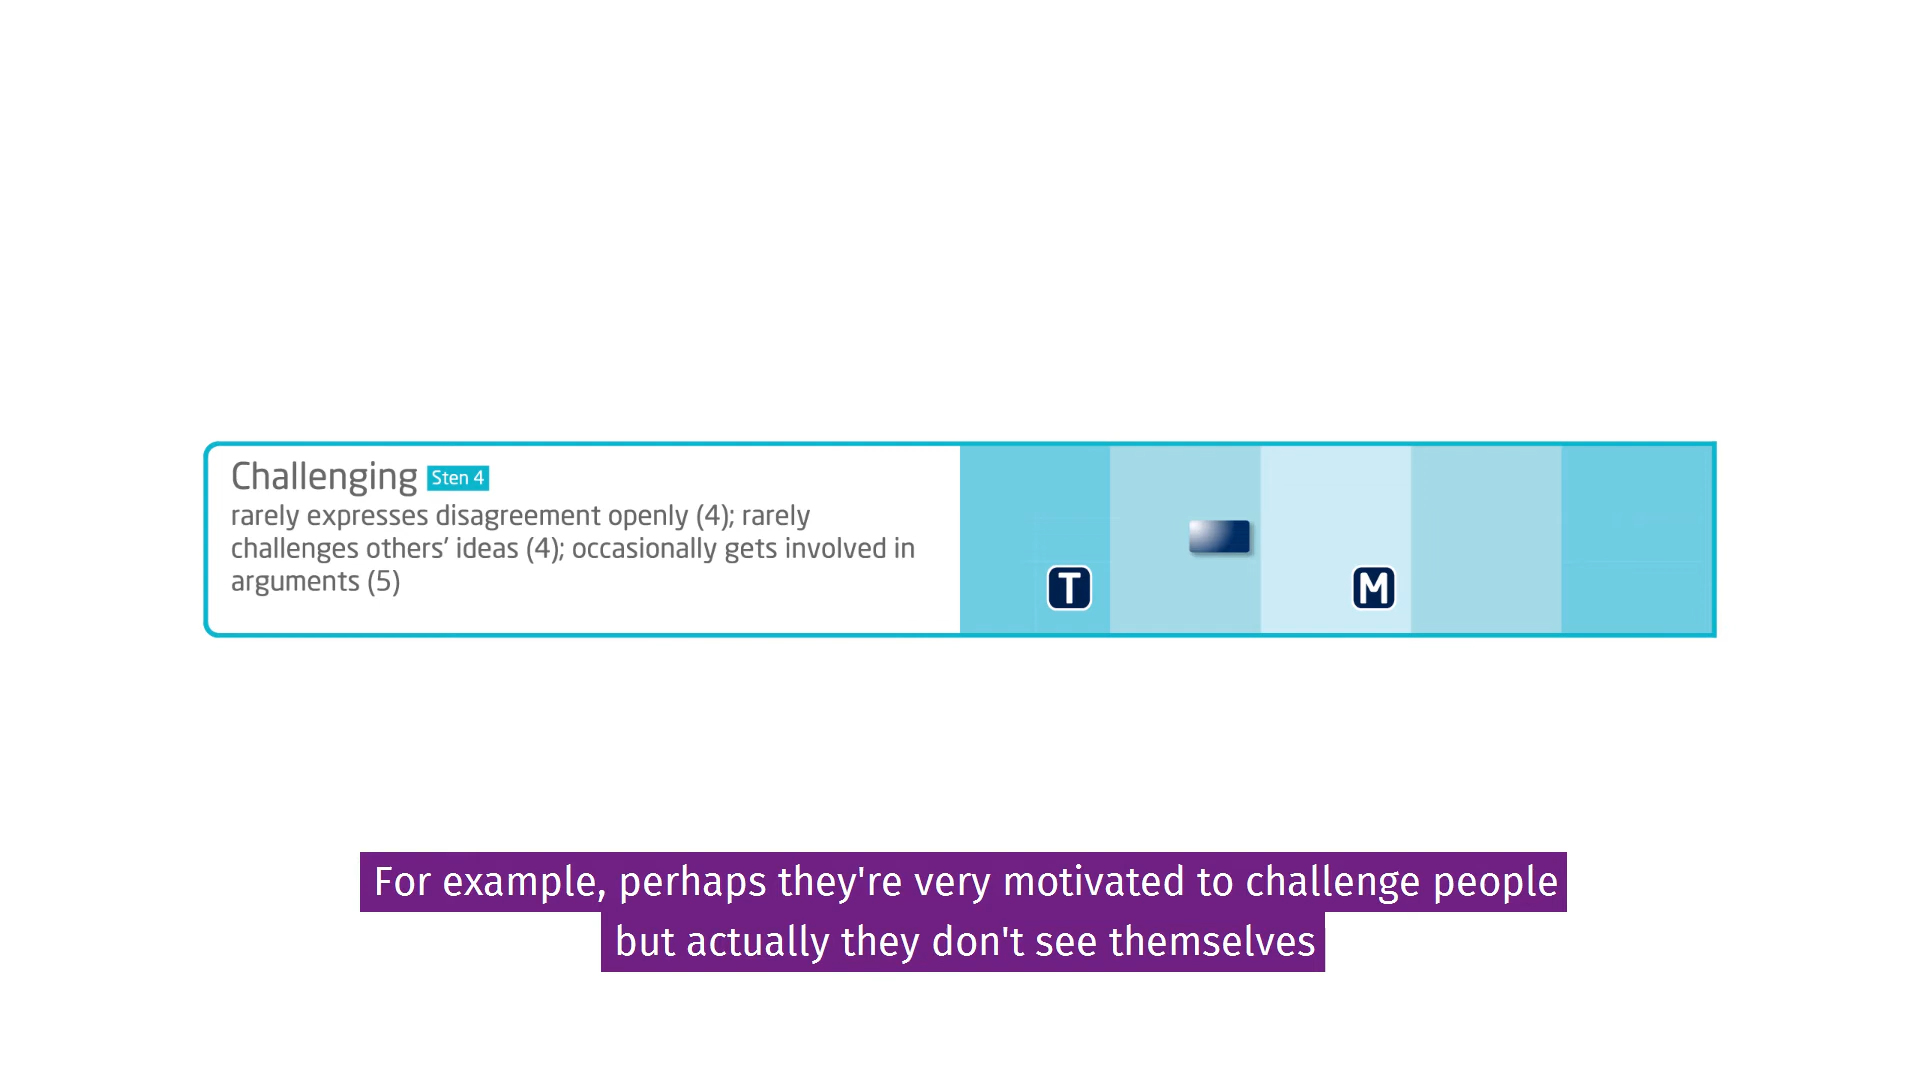 Challenging Sten 4
rarely expresses disagreement openly (4); rarely
challenges others' ideas (4); occasionally gets involved in
arguments (5)
T
M
For example, perhaps they're very motivated to challenge people
but actually they don't see themselves